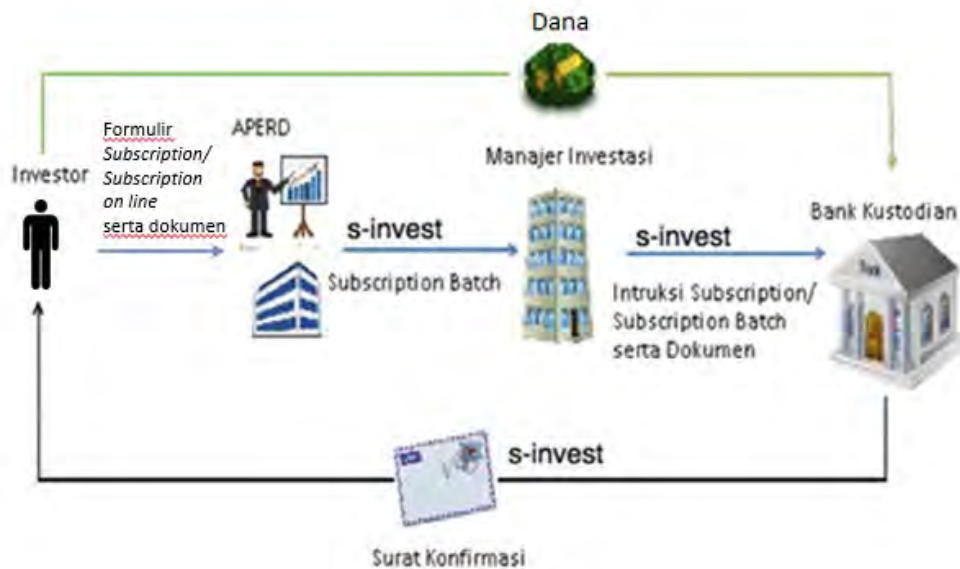 Dana
Formulir
Subscription/
Subscription
on line
serta dokumen
APERD
Investor
Manajer Investasi
Bank Kustodian
s-invest
Subscription Batch
s-invest
Intruksi Subscription/
Subscription Batch
serta Dokumen
s-invest
Surat Konfirmasi